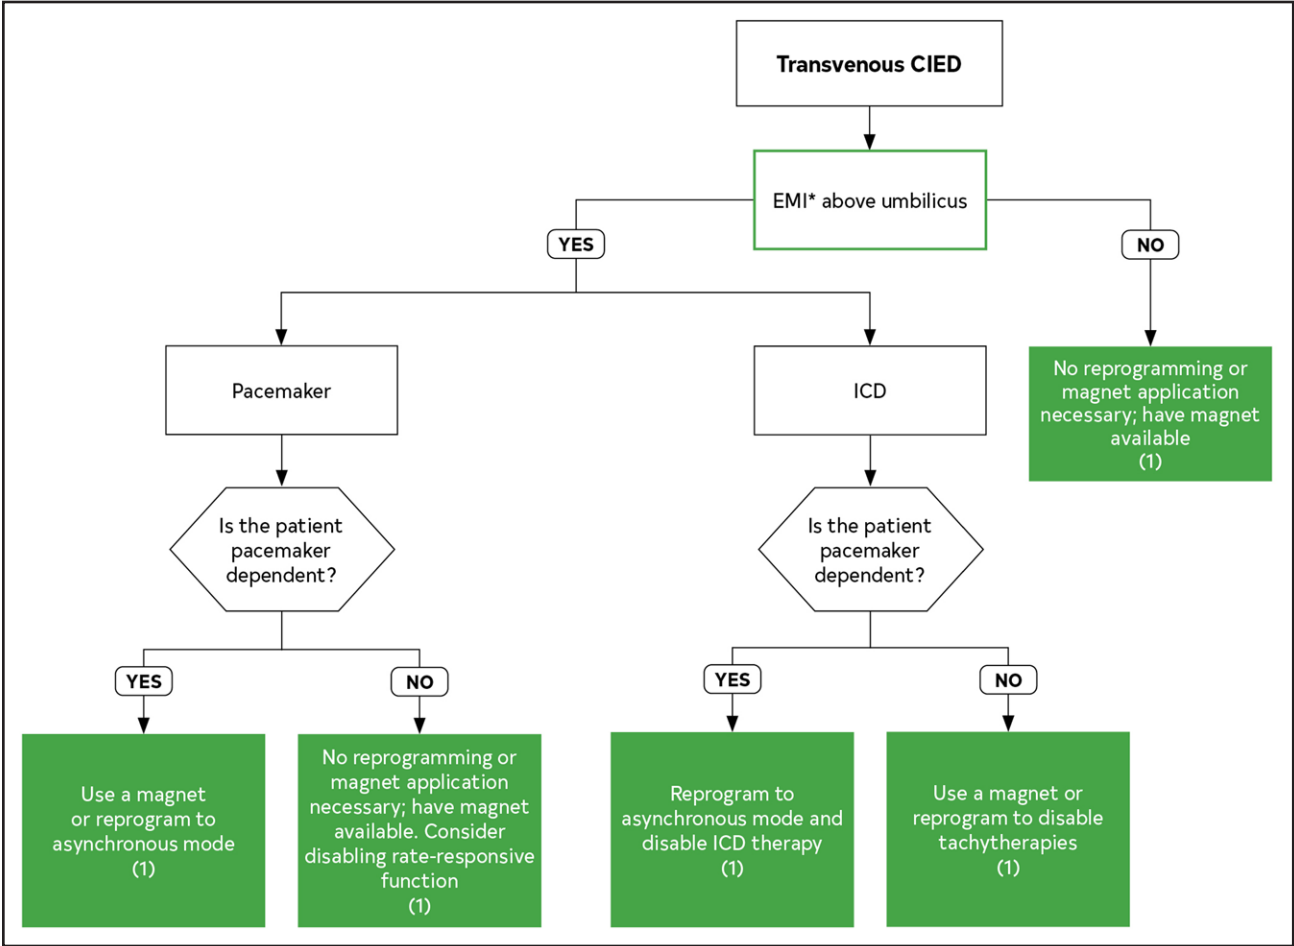 Transvenous CIED
EMI* above umbilicus
YES
NO
Pacemaker
ICD
No reprogramming or
magnet application
necessary; have magnet
available
(1)
Is the patient
pacemaker
dependent?
Is the patient
pacemaker
dependent?
YES
NO
YES
NO
Use a magnet
or reprogram to
asynchronous mode
(1)
No reprogramming or
magnet application
necessary; have magnet
available. Consider
disabling rate-responsive
function
(1)
Reprogram to
asynchronous mode and
disable ICD therapy
(1)
Use a magnet or
reprogram to disable
tachytherapies
(1)